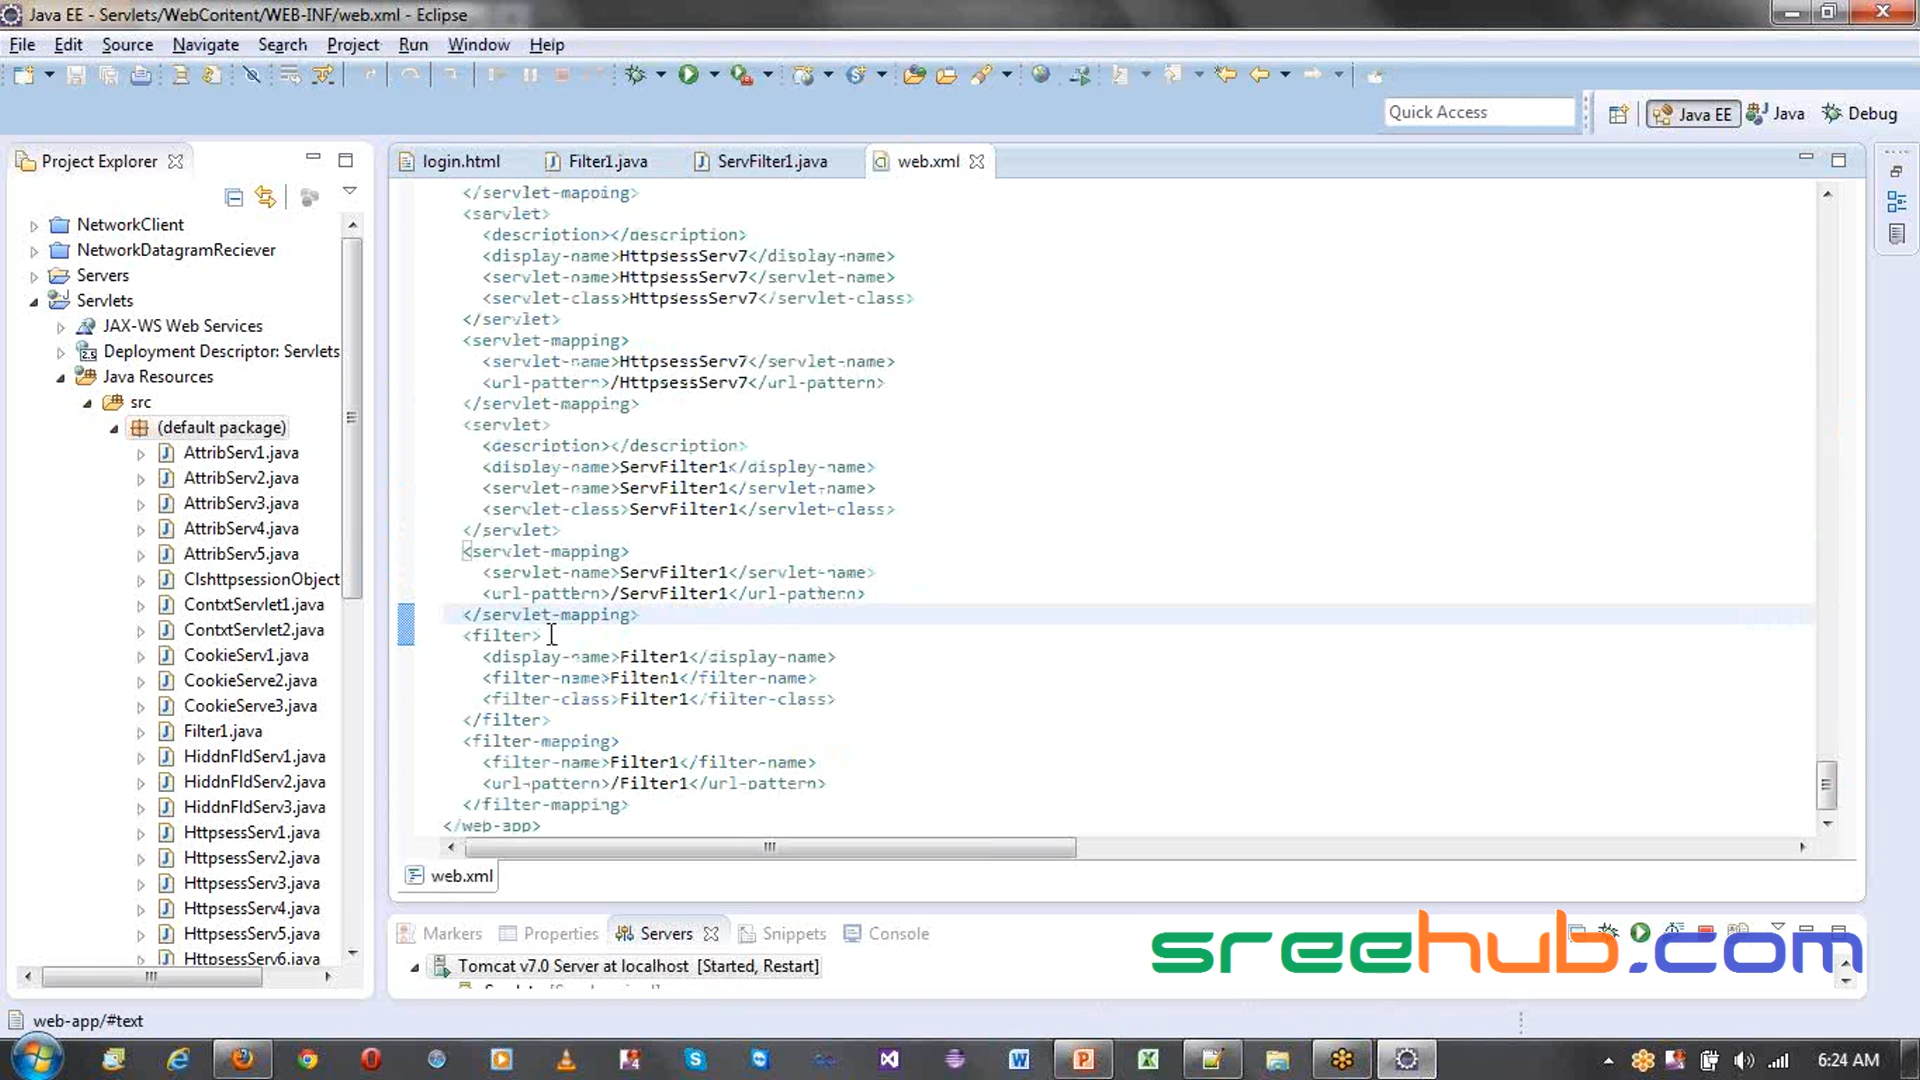 Java EE - Servlets/WebContent/WEB-INF/web.xml - Eclipse
File Edit Source Navigate Search Project Run Window Help
Quick Access
Java EE
Java
Debug
Project Explorer
login.html
Filter1.java
ServFilter1.java
web.xml
NetworkClient
NetworkDatagramReciever
Servers
Servlets
JAX-WS Web Services
Deployment Descriptor: Servlets
Java Resources
src
(default package)
AttribServ1.java
AttribServ2.java
AttribServ3.java
AttribServ4.java
AttribServ5.java
ClshttpsessionObject
ContxtServlet1.java
ContxtServlet2.java
CookieServ1.java
CookieServe2.java
CookieServe3.java
Filter1.java
HiddnFldServ1.java
HiddnFldServ2.java
HiddnFldServ3.java
HttpsessServ1.java
HttpsessServ2.java
HttpsessServ3.java
HttpsessServ4.java
HttpsessServ5.java
HttpsessServ6.java
</servlet-mapping>
<servlet>
<description></description>
<display-name>HttpsessServ7</display-name>
<servlet-name>HttpsessServ7</servlet-name>
<servlet-class>HttpsessServ7</servlet-class>
</servlet>
<servlet-mapping>
<servlet-name>HttpsessServ7</servlet-name>
<url-pattern>/HttpsessServ7</url-pattern>
</servlet-mapping>
<servlet>
<description></description>
<display-name>ServFilter1</display-name>
<servlet-name>ServFilter1</servlet-name>
<servlet-class>ServFilter1</servlet-class>
</servlet>
<servlet-mapping>
<servlet-name>ServFilter1</servlet-name>
<url-pattern>/ServFilter1</url-pattern>
</servlet-mapping>
<filter>
<display-name>Filter1</display-name>
<filter-name>Filter1</filter-name>
<filter-class>Filter1</filter-class>
</filter>
<filter-mapping>
<filter-name>Filter1</filter-name>
<url-pattern>/Filter1</url-pattern>
</filter-mapping>
</web-app>
web.xml
Markers
Properties
Servers
Snippets
Console
Tomcat v7.0 Server at localhost [Started, Restart]
sreehub.com
web-app/#text
6:24 AM